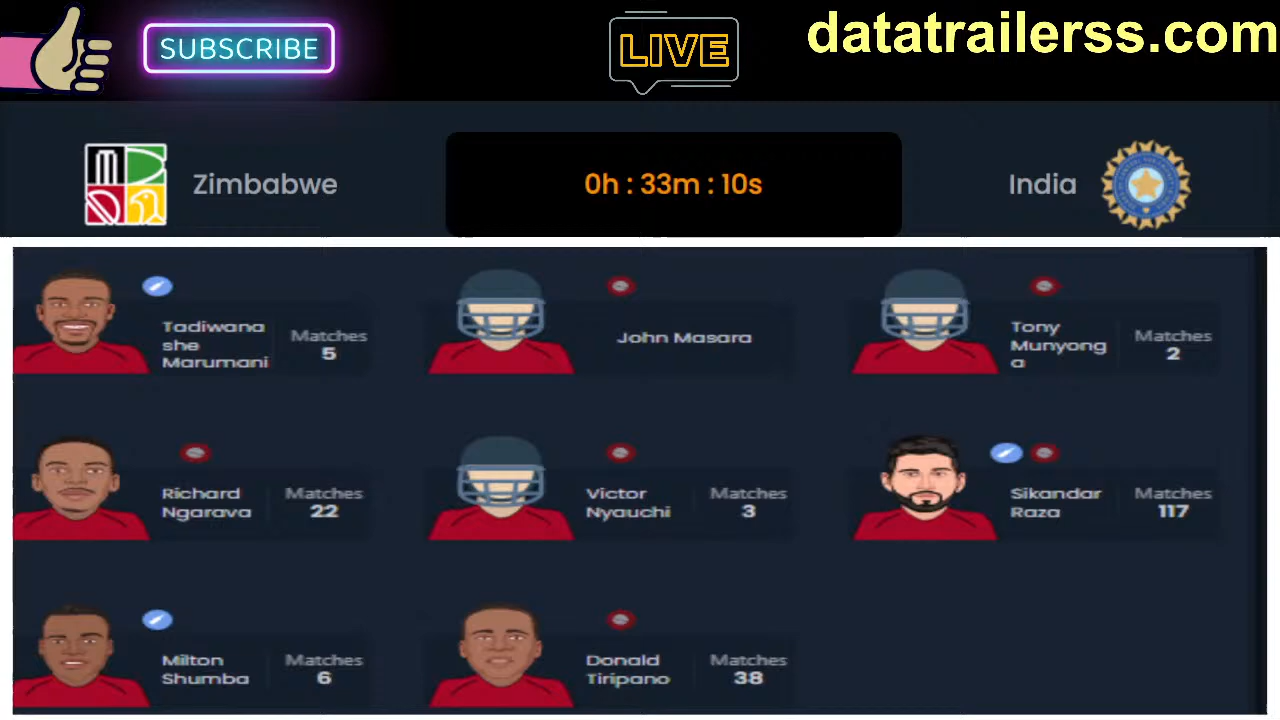 SUBSCRIBE
LIVE
datatrailerss.com
Zimbabwe
0h : 33m : 10s
India
Tadiwana
she
Marumani
Matches
5
John Masara
Tony
Munyong
a
Matches
2
Richard
Ngarava
Matches
22
Victor
Nyauchi
Matches
3
Sikandar
Raza
Matches
117
Milton
Shumba
Matches
6
Donald
Tiripano
Matches
38